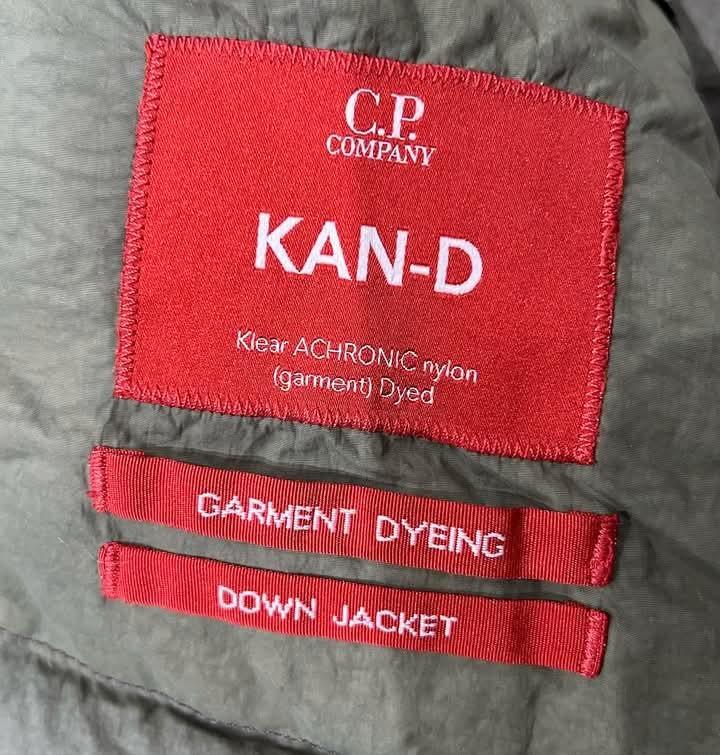 C.P.
COMPANY
KAN-D
Klear ACHRONIC nylon
(garment) Dyed
GARMENT DYEING
DOWN JACKET